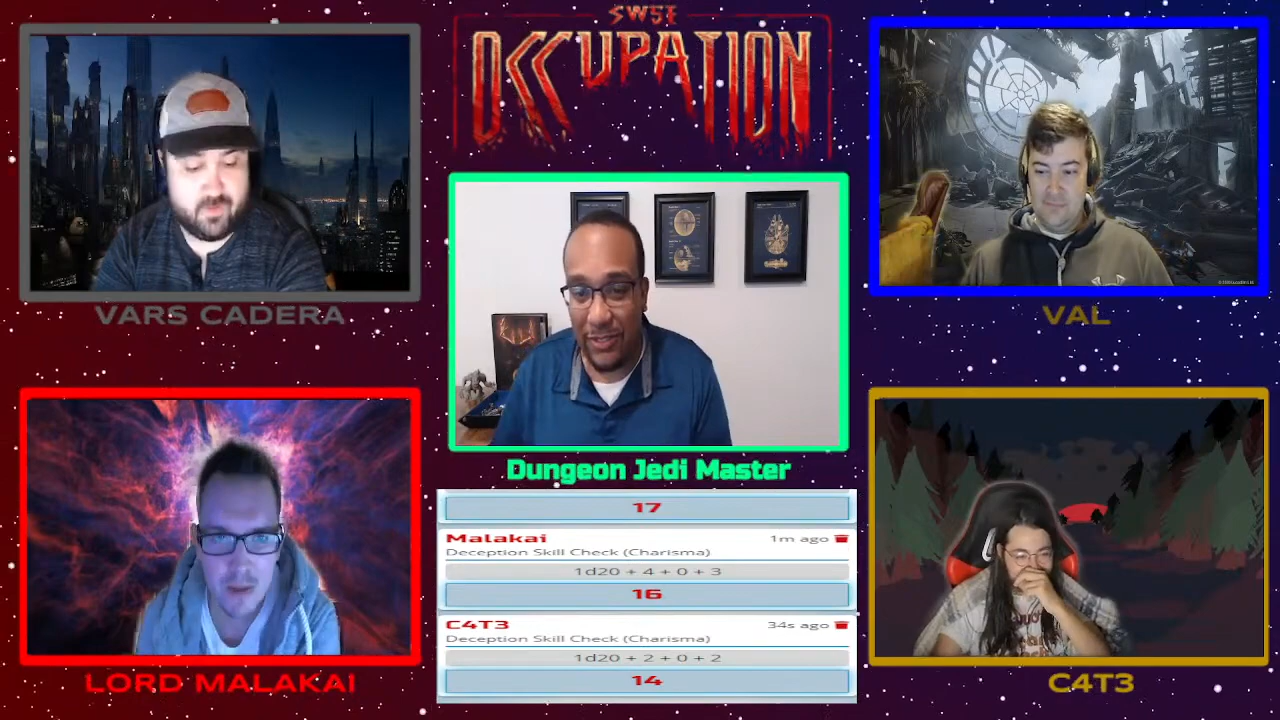 SW5E
OCCUPATION
VARS CADERA
VAL
Dungeon Jedi Master
17
Malakai
1m ago
Deception Skill Check (Charisma)
1d20 + 4 + 0 + 3
16
C4T3
34s ago
Deception Skill Check (Charisma)
1d20 + 2 + 0 + 2
14
LORD MALAKAI
C4T3